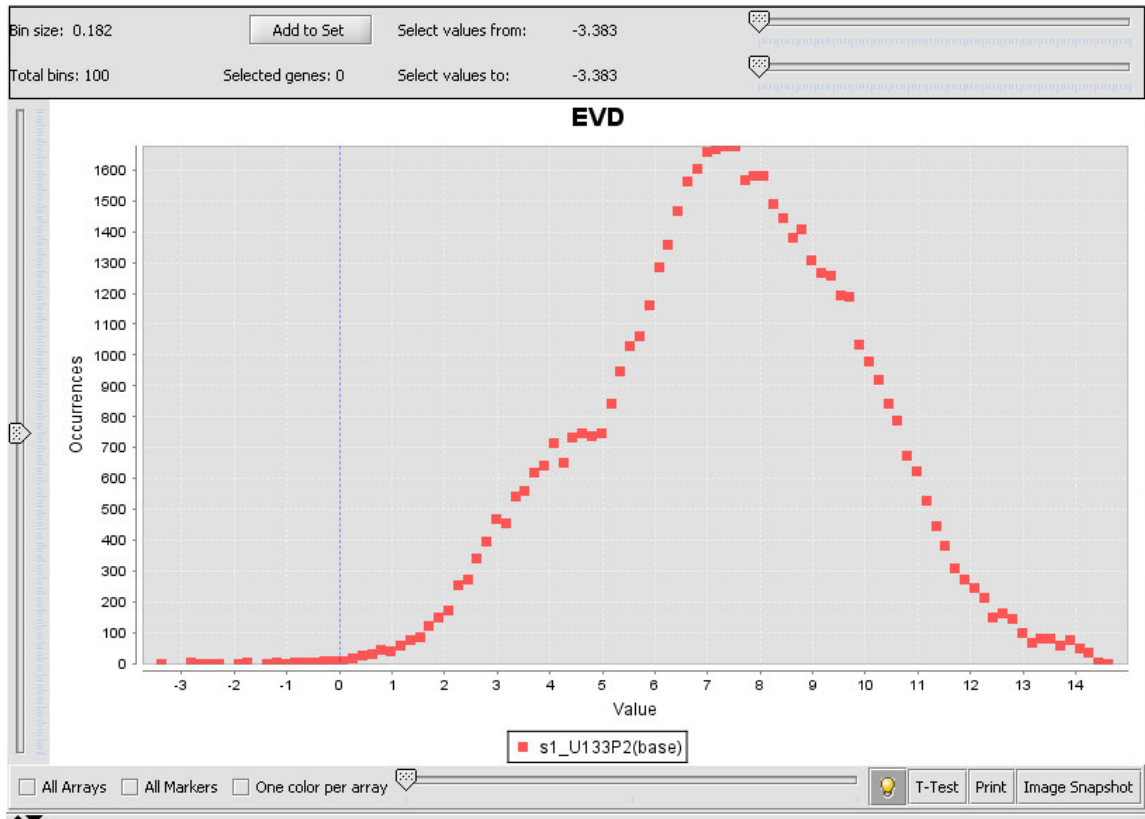 Bin size: 0.182 Add to Set Select values from: -3.383
Total bins: 100 Selected genes: 0 Select values to: -3.383
EVD
1600
1500
1400
1300
1200
1100
1000
900
800
700
600
500
400
300
200
100
0
Occurrences
-3 -2 -1 0 1 2 3 4 5 6 7 8 9 10 11 12 13 14
Value
s1_U133P2(base)
All Arrays All Markers One color per array T-Test Print Image Snapshot